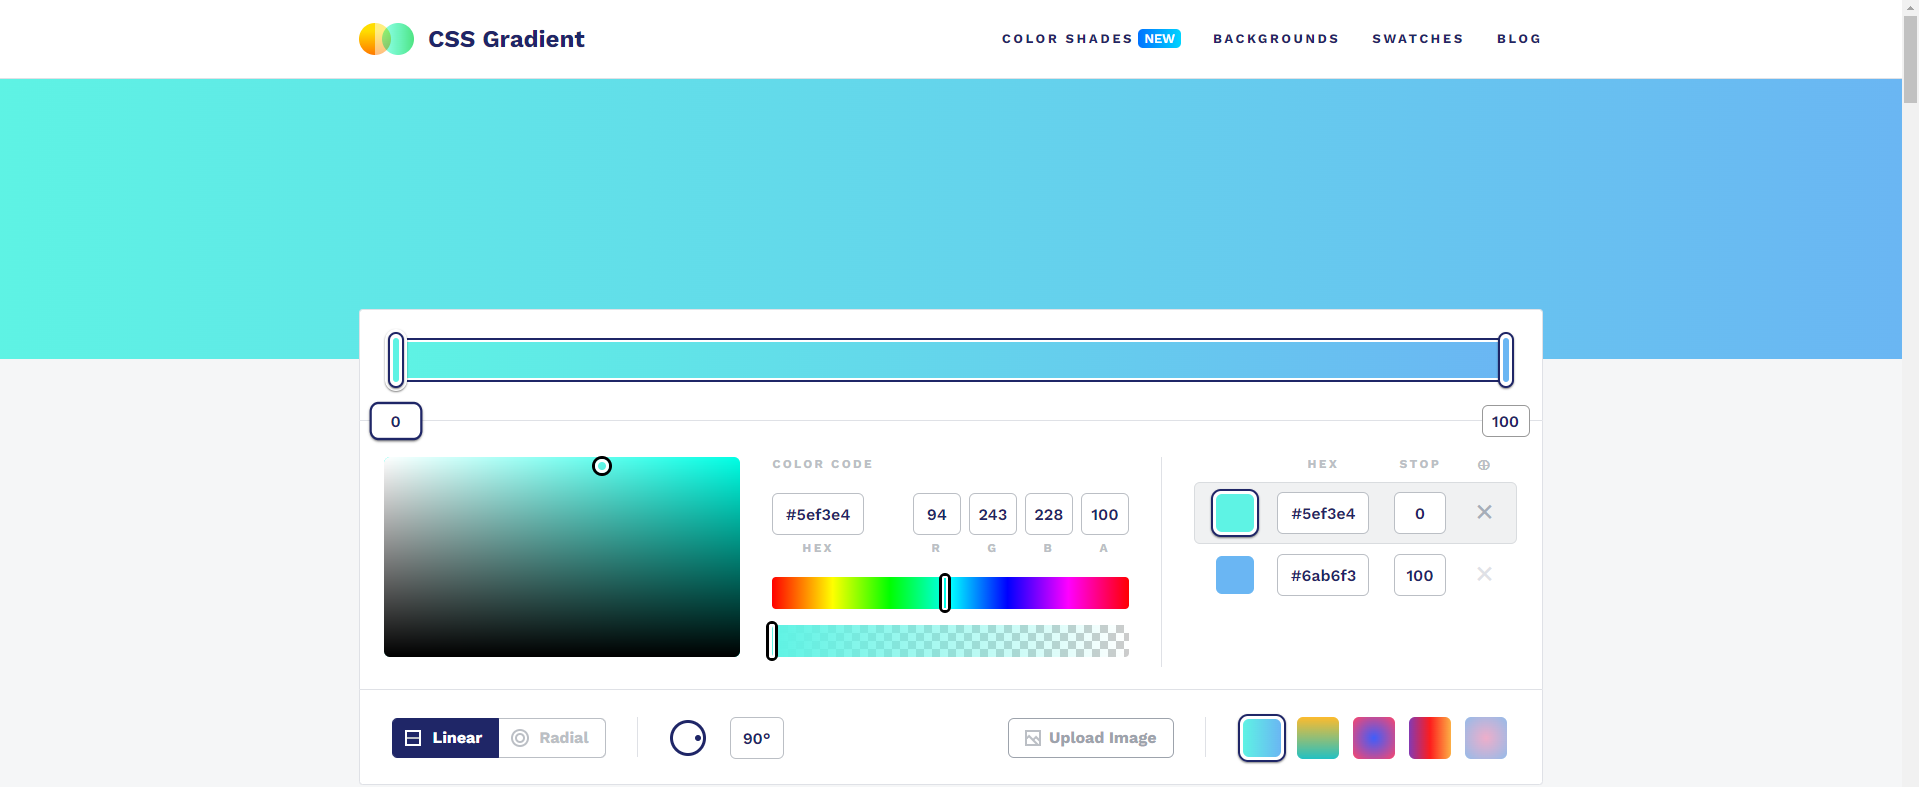 CSS Gradient
COLOR SHADES NEW BACKGROUNDS SWATCHES BLOG
0 100
COLOR CODE
HEX STOP
#5ef3e4 94 243 228 100
HEX R G B A
#5ef3e4 0
#6ab6f3 100
Linear Radial 90° Upload Image